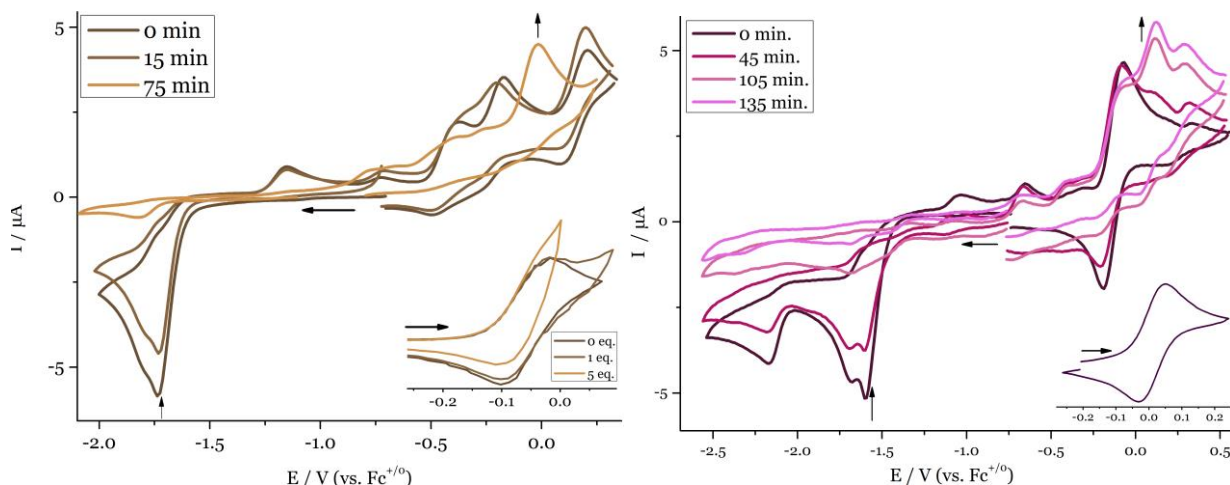 0 min
15 min
75 min
5
0
-5
I / µA
-2.0 -1.5 -1.0 -0.5 0.0
E / V (vs. Fc+/0)
-0.2 -0.1 0.0
0 eq.
1 eq.
5 eq.
0 min.
45 min.
105 min.
135 min.
5
0
-5
I / µA
-2.5 -2.0 -1.5 -1.0 -0.5 0.0 0.5
E / V (vs. Fc+/0)
-0.2 -0.1 0.0 0.1 0.2